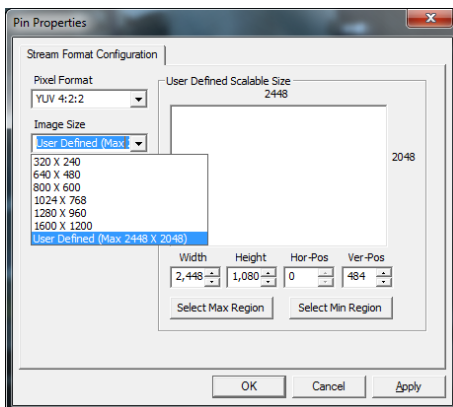 Pin Properties
Stream Format Configuration
Pixel Format
YUV 4:2:2
Image Size
User Defined (Max
320 X 240
640 X 480
800 X 600
1024 X 768
1280 X 960
1600 X 1200
User Defined (Max 2448 X 2048)
User Defined Scalable Size
2448
2048
Width Height Hor-Pos Ver-Pos
2,448 1,080 0 484
Select Max Region Select Min Region
OK Cancel Apply